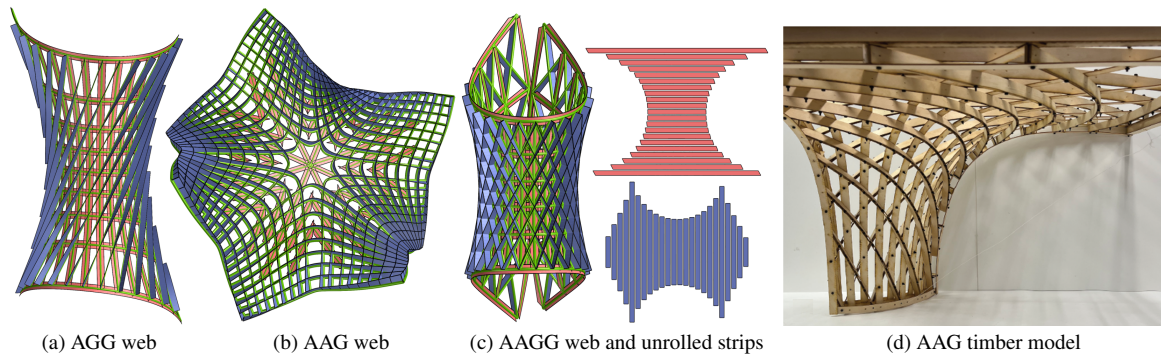 (a) AGG web
(b) AAG web
(c) AAGG web and unrolled strips
(d) AAG timber model